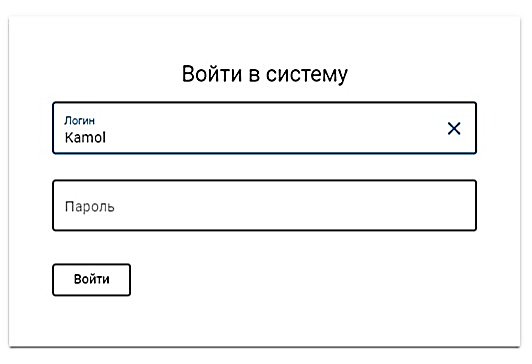 Войти в систему
Логин
Kamol
Пароль
Войти